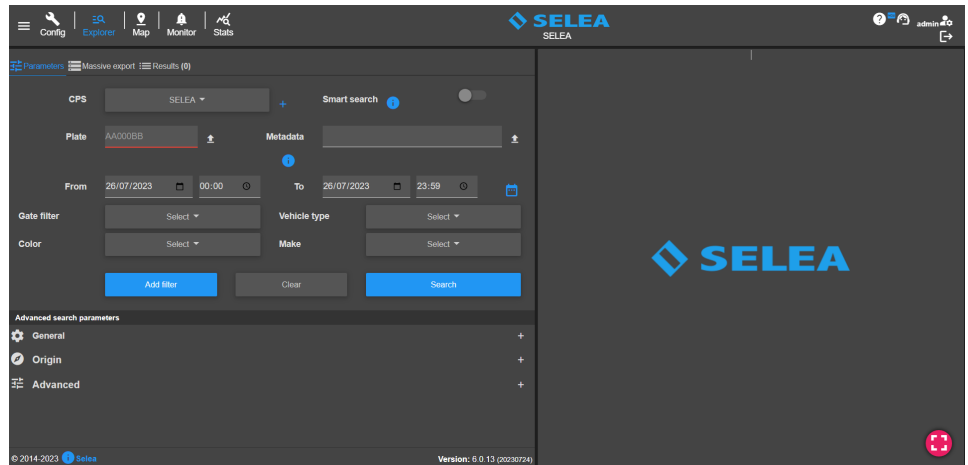 Config Explorer Map Monitor Stats
SELEA
SELEA
admin
Parameters Massive export Results (0)
CPS SELEA + Smart search
Plate AA000BB Metadata
From 26/07/2023 00:00 To 26/07/2023 23:59
Gate filter Select Vehicle type Select
Color Select Make Select
Add filter Clear Search
Advanced search parameters
General +
Origin +
Advanced +
SELEA
© 2014-2023 Selea Version: 6.0.13 (20230724)